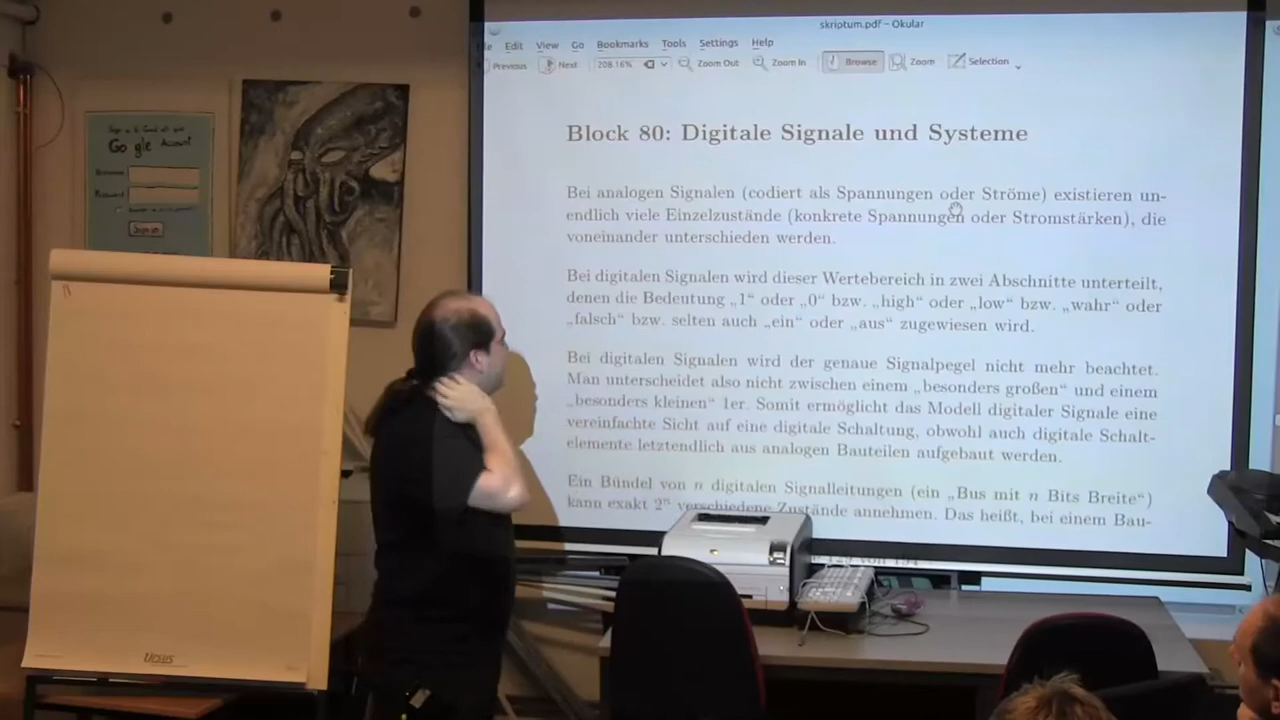 skriptum.pdf – Okular
Edit View Go Bookmarks Tools Settings Help
Previous Next 208.16% Zoom Out Zoom In Browse Zoom Selection
Block 80: Digitale Signale und Systeme
Bei analogen Signalen (codiert als Spannungen oder Ströme) existieren un-
endlich viele Einzelzustände (konkrete Spannungen oder Stromstärken), die
voneinander unterschieden werden.
Bei digitalen Signalen wird dieser Wertebereich in zwei Abschnitte unterteilt,
denen die Bedeutung „1“ oder „0“ bzw. „high“ oder „low“ bzw. „wahr“ oder
„falsch“ bzw. selten auch „ein“ oder „aus“ zugewiesen wird.
Bei digitalen Signalen wird der genaue Signalpegel nicht mehr beachtet.
Man unterscheidet also nicht zwischen einem „besonders großen“ und einem
„besonders kleinen“ 1er. Somit ermöglicht das Modell digitaler Signale eine
vereinfachte Sicht auf eine digitale Schaltung, obwohl auch digitale Schalt-
elemente letztendlich aus analogen Bauteilen aufgebaut werden.
Ein Bündel von n digitalen Signalleitungen (ein „Bus mit n Bits Breite“)
kann exakt 2ⁿ verschiedene Zustände annehmen. Das heißt, bei einem Bau-
Google Account
Password
Sign in
URSUS